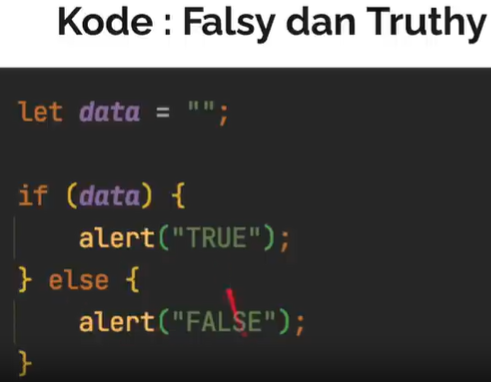 Kode : Falsy dan Truthy
let data = "";
if (data) {
alert("TRUE");
} else {
alert("FALSE");
}